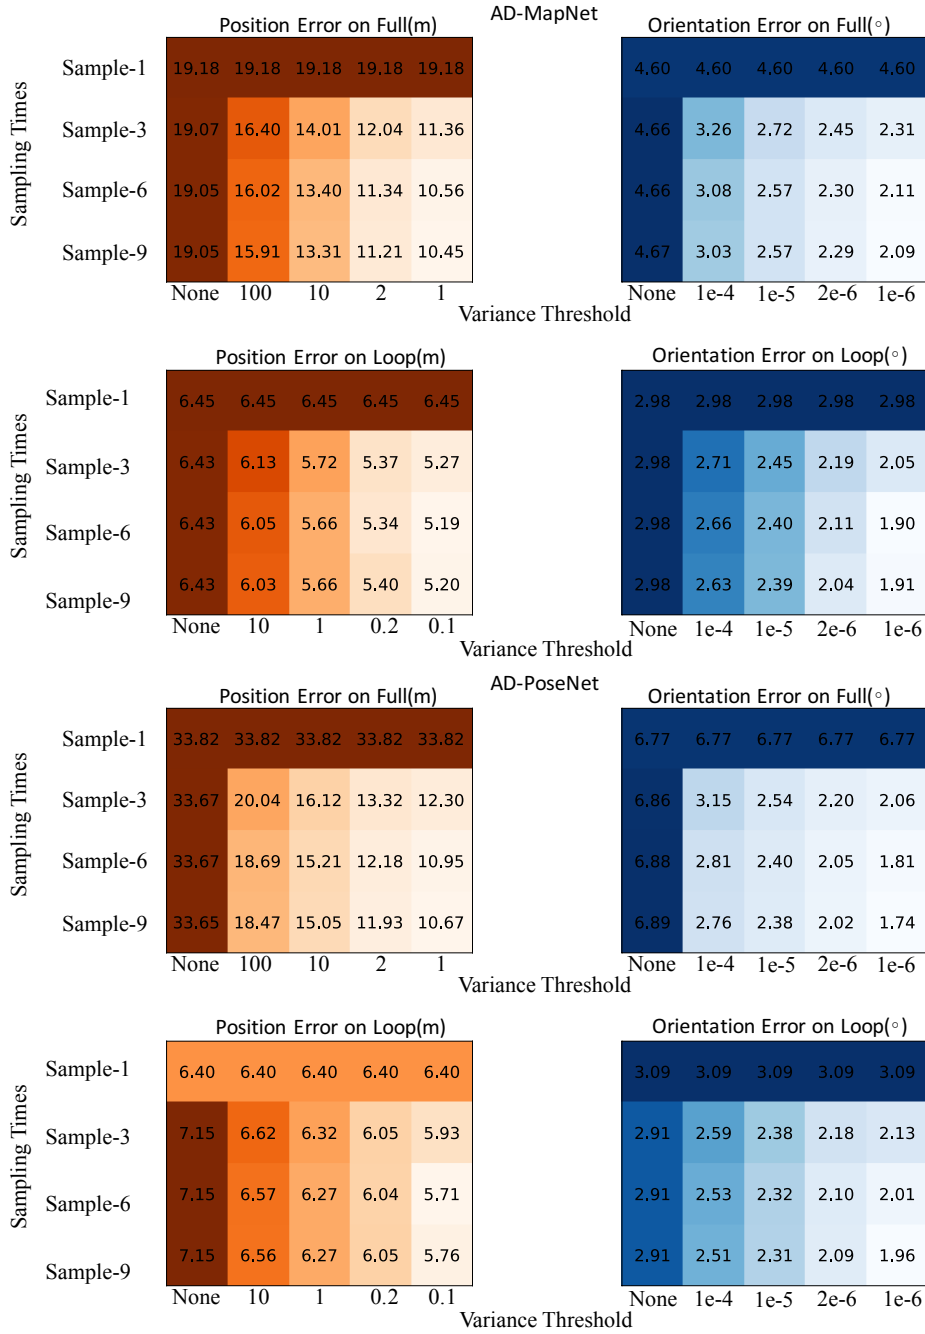 AD-MapNet
Position Error on Full(m)
Orientation Error on Full(◦)
Sampling Times
Sample-1 19.18 19.18 19.18 19.18 19.18 4.60 4.60 4.60 4.60 4.60
Sample-3 19.07 16.40 14.01 12.04 11.36 4.66 3.26 2.72 2.45 2.31
Sample-6 19.05 16.02 13.40 11.34 10.56 4.66 3.08 2.57 2.30 2.11
Sample-9 19.05 15.91 13.31 11.21 10.45 4.67 3.03 2.57 2.29 2.09
None 100 10 2 1 None 1e-4 1e-5 2e-6 1e-6
Variance Threshold
Position Error on Loop(m)
Orientation Error on Loop(◦)
Sampling Times
Sample-1 6.45 6.45 6.45 6.45 6.45 2.98 2.98 2.98 2.98 2.98
Sample-3 6.43 6.13 5.72 5.37 5.27 2.98 2.71 2.45 2.19 2.05
Sample-6 6.43 6.05 5.66 5.34 5.19 2.98 2.66 2.40 2.11 1.90
Sample-9 6.43 6.03 5.66 5.40 5.20 2.98 2.63 2.39 2.04 1.91
None 10 1 0.2 0.1 None 1e-4 1e-5 2e-6 1e-6
Variance Threshold
AD-PoseNet
Position Error on Full(m)
Orientation Error on Full(◦)
Sampling Times
Sample-1 33.82 33.82 33.82 33.82 33.82 6.77 6.77 6.77 6.77 6.77
Sample-3 33.67 20.04 16.12 13.32 12.30 6.86 3.15 2.54 2.20 2.06
Sample-6 33.67 18.69 15.21 12.18 10.95 6.88 2.81 2.40 2.05 1.81
Sample-9 33.65 18.47 15.05 11.93 10.67 6.89 2.76 2.38 2.02 1.74
None 100 10 2 1 None 1e-4 1e-5 2e-6 1e-6
Variance Threshold
Position Error on Loop(m)
Orientation Error on Loop(◦)
Sampling Times
Sample-1 6.40 6.40 6.40 6.40 6.40 3.09 3.09 3.09 3.09 3.09
Sample-3 7.15 6.62 6.32 6.05 5.93 2.91 2.59 2.38 2.18 2.13
Sample-6 7.15 6.57 6.27 6.04 5.71 2.91 2.53 2.32 2.10 2.01
Sample-9 7.15 6.56 6.27 6.05 5.76 2.91 2.51 2.31 2.09 1.96
None 10 1 0.2 0.1 None 1e-4 1e-5 2e-6 1e-6
Variance Threshold